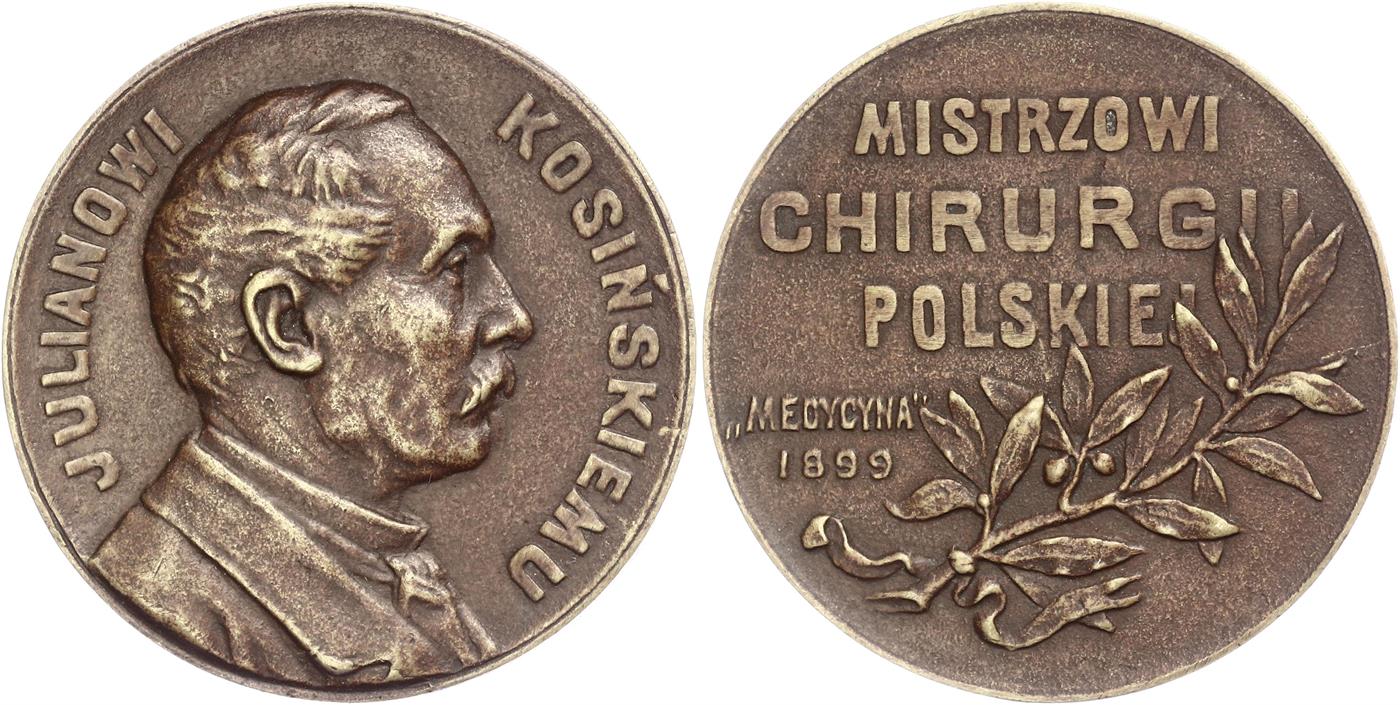 JULIANOWI KOSIŃSKIEMU
MISTRZOWI
CHIRURGII
POLSKIEJ
„MEDYCYNA”
1899